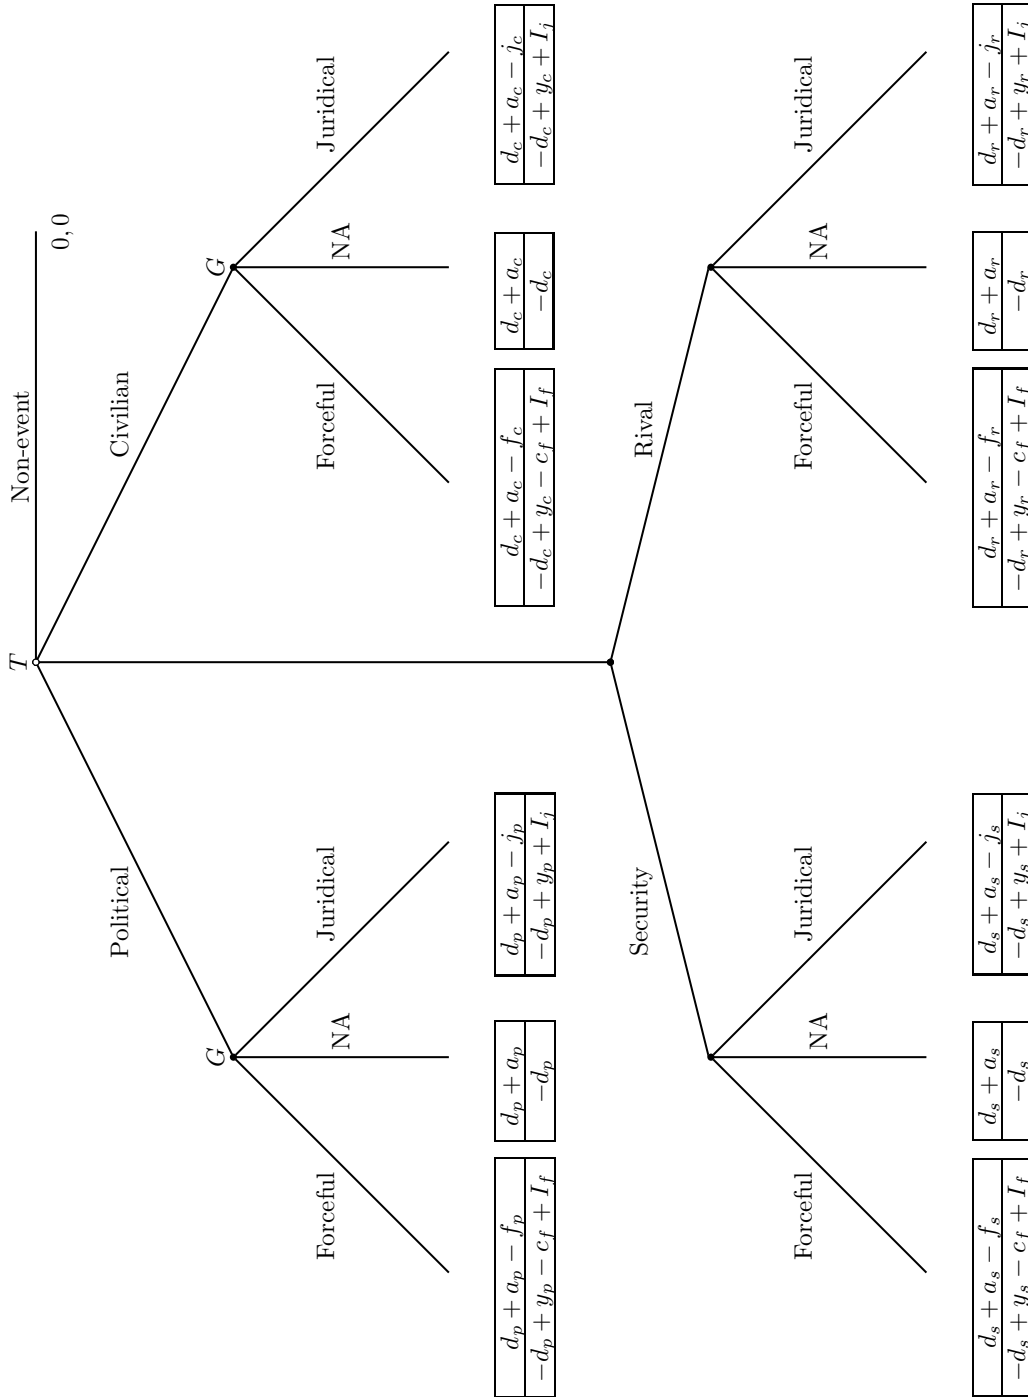 T
Non-event
0, 0
Political
Civilian
G
G
Forceful
NA
Juridical
Forceful
NA
Juridical
d_p + a_p − f_p
−d_p + y_p − c_f + I_f
d_p + a_p
−d_p
d_p + a_p − j_p
−d_p + y_p + I_j
d_c + a_c − f_c
−d_c + y_c − c_f + I_f
d_c + a_c
−d_c
d_c + a_c − j_c
−d_c + y_c + I_j
Security
Rival
Forceful
NA
Juridical
Forceful
NA
Juridical
d_s + a_s − f_s
−d_s + y_s − c_f + I_f
d_s + a_s
−d_s
d_s + a_s − j_s
−d_s + y_s + I_j
d_r + a_r − f_r
−d_r + y_r − c_f + I_f
d_r + a_r
−d_r
d_r + a_r − j_r
−d_r + y_r + I_j